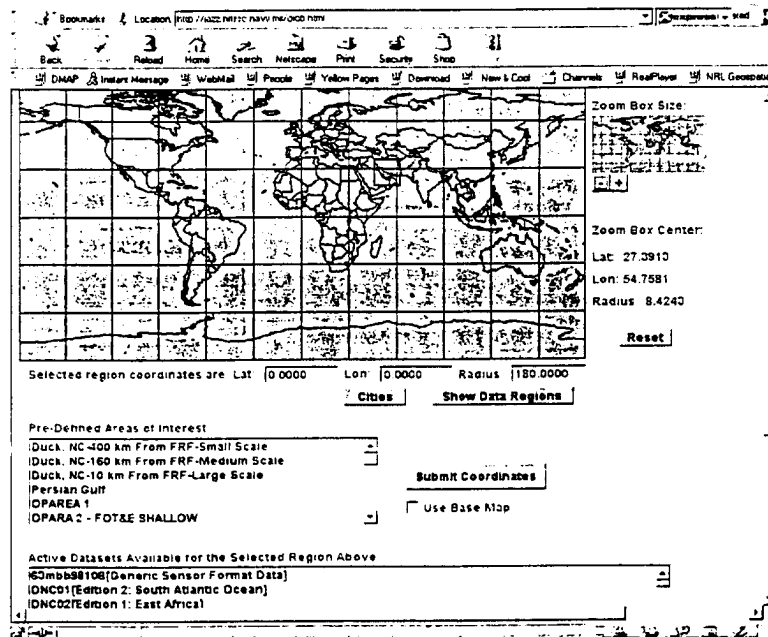 Bookmarks Location
Back Reload Home Search Netscape Print Security Shop
DMAP Instant Message WebMail People Yellow Pages Download New & Cool Channels RealPlayer NRL
Zoom Box Size:
- +
Zoom Box Center:
Lat: 27.3910
Lon: 54.7581
Radius 8.4240
Reset
Selected region coordinates are Lat 0.0000 Lon 0.0000 Radius 180.0000
Cities Show Data Regions
Pre-Defined Areas of Interest
Duck, NC-400 km From FRF-Small Scale
Duck, NC-160 km From FRF-Medium Scale
Duck, NC-10 km From FRF-Large Scale
Persian Gulf
OPAREA 1
OPARA 2 - FOT&E SHALLOW
Submit Coordinates
Use Base Map
Active Datasets Available for the Selected Region Above
[Generic Sensor Format Data]
DNC01[Edition 2: South Atlantic Ocean]
DNC02[Edition 1: East Africa]